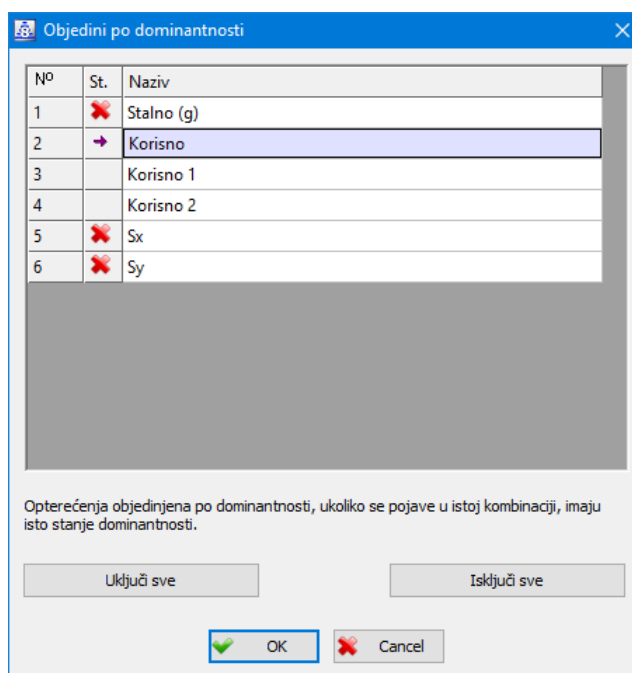 Objedini po dominantnosti
Nº St. Naziv
1 Stalno (g)
2 Korisno
3 Korisno 1
4 Korisno 2
5 Sx
6 Sy
Opterećenja objedinjena po dominantnosti, ukoliko se pojave u istoj kombinaciji, imaju
isto stanje dominantnosti.
Uključi sve Isključi sve
OK Cancel